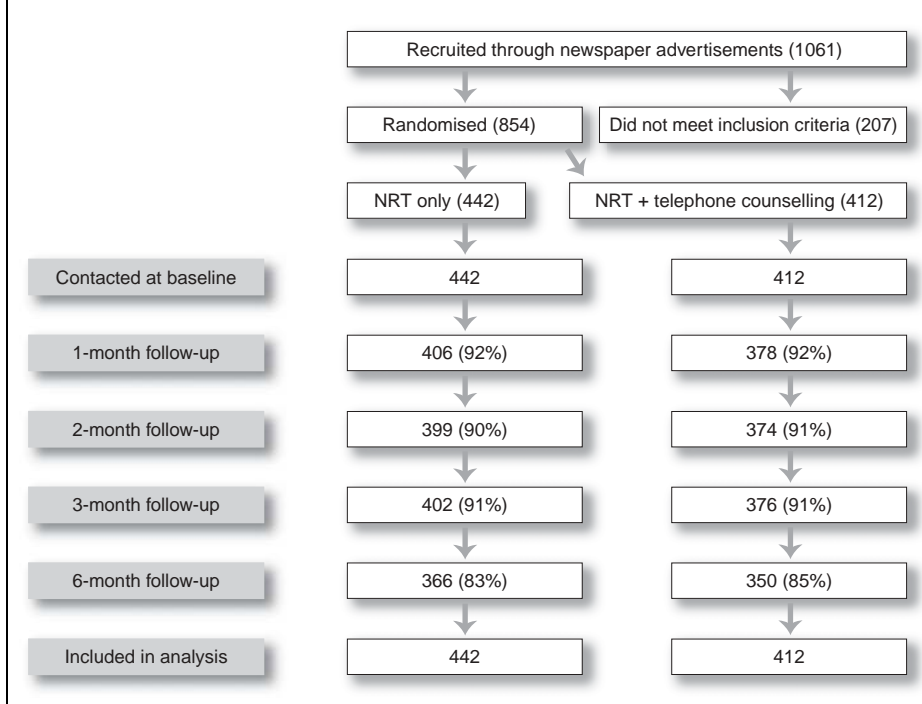 Recruited through newspaper advertisements (1061)
Randomised (854)
Did not meet inclusion criteria (207)
NRT only (442)
NRT + telephone counselling (412)
Contacted at baseline
442
412
1-month follow-up
406 (92%)
378 (92%)
2-month follow-up
399 (90%)
374 (91%)
3-month follow-up
402 (91%)
376 (91%)
6-month follow-up
366 (83%)
350 (85%)
Included in analysis
442
412